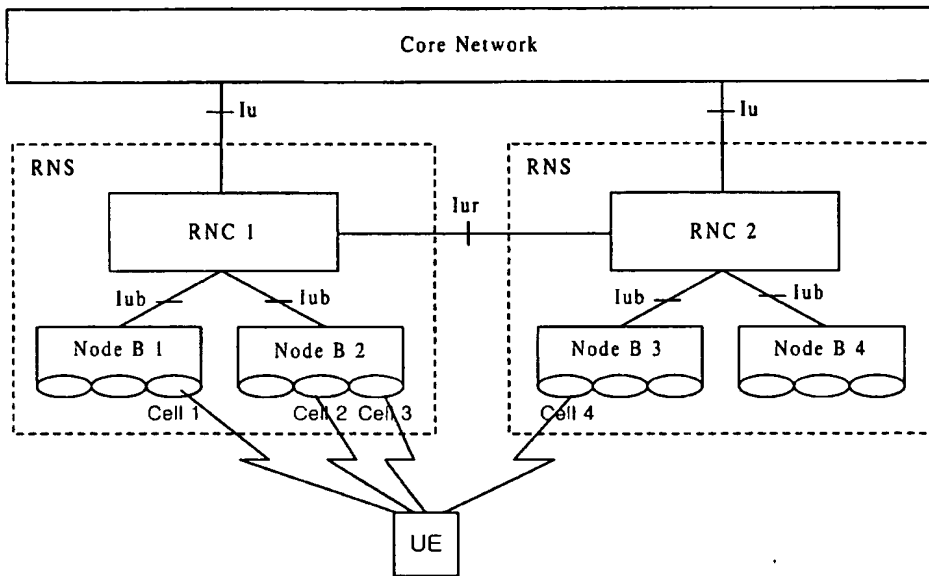 Core Network
Iu
Iu
RNS
RNS
RNC 1
Iur
RNC 2
Iub
Iub
Iub
Iub
Node B 1
Node B 2
Node B 3
Node B 4
Cell 1
Cell 2
Cell 3
Cell 4
UE